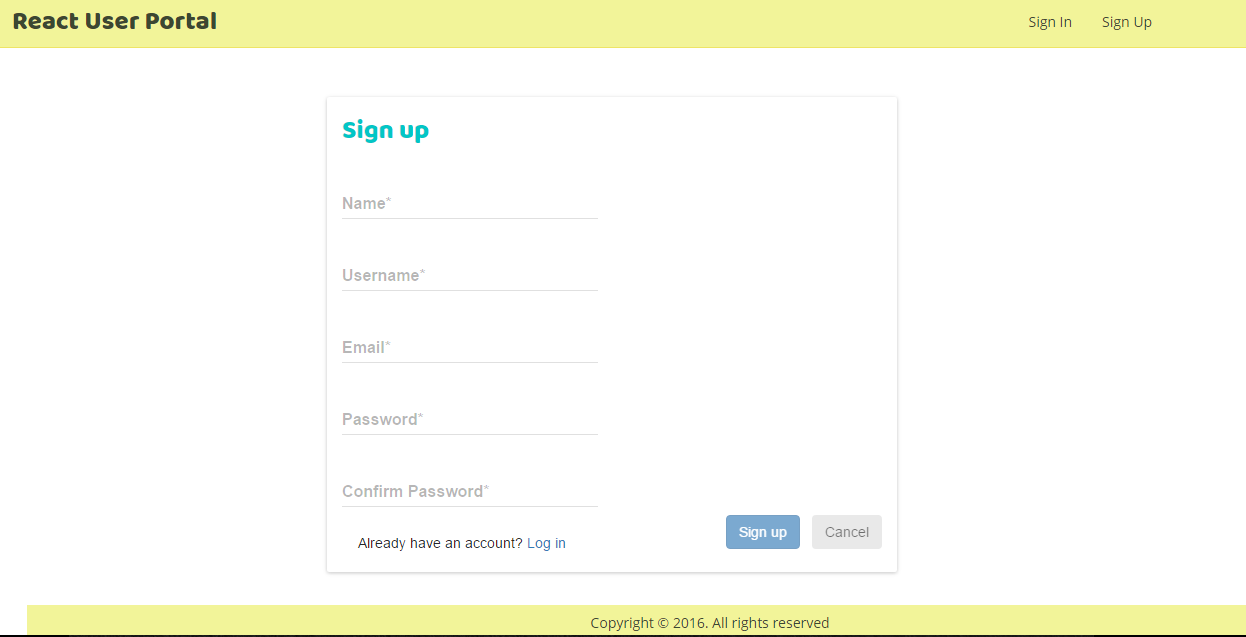 React User Portal
Sign In
Sign Up
Sign up
Name*
Username*
Email*
Password*
Confirm Password*
Already have an account? Log in
Sign up
Cancel
Copyright © 2016. All rights reserved